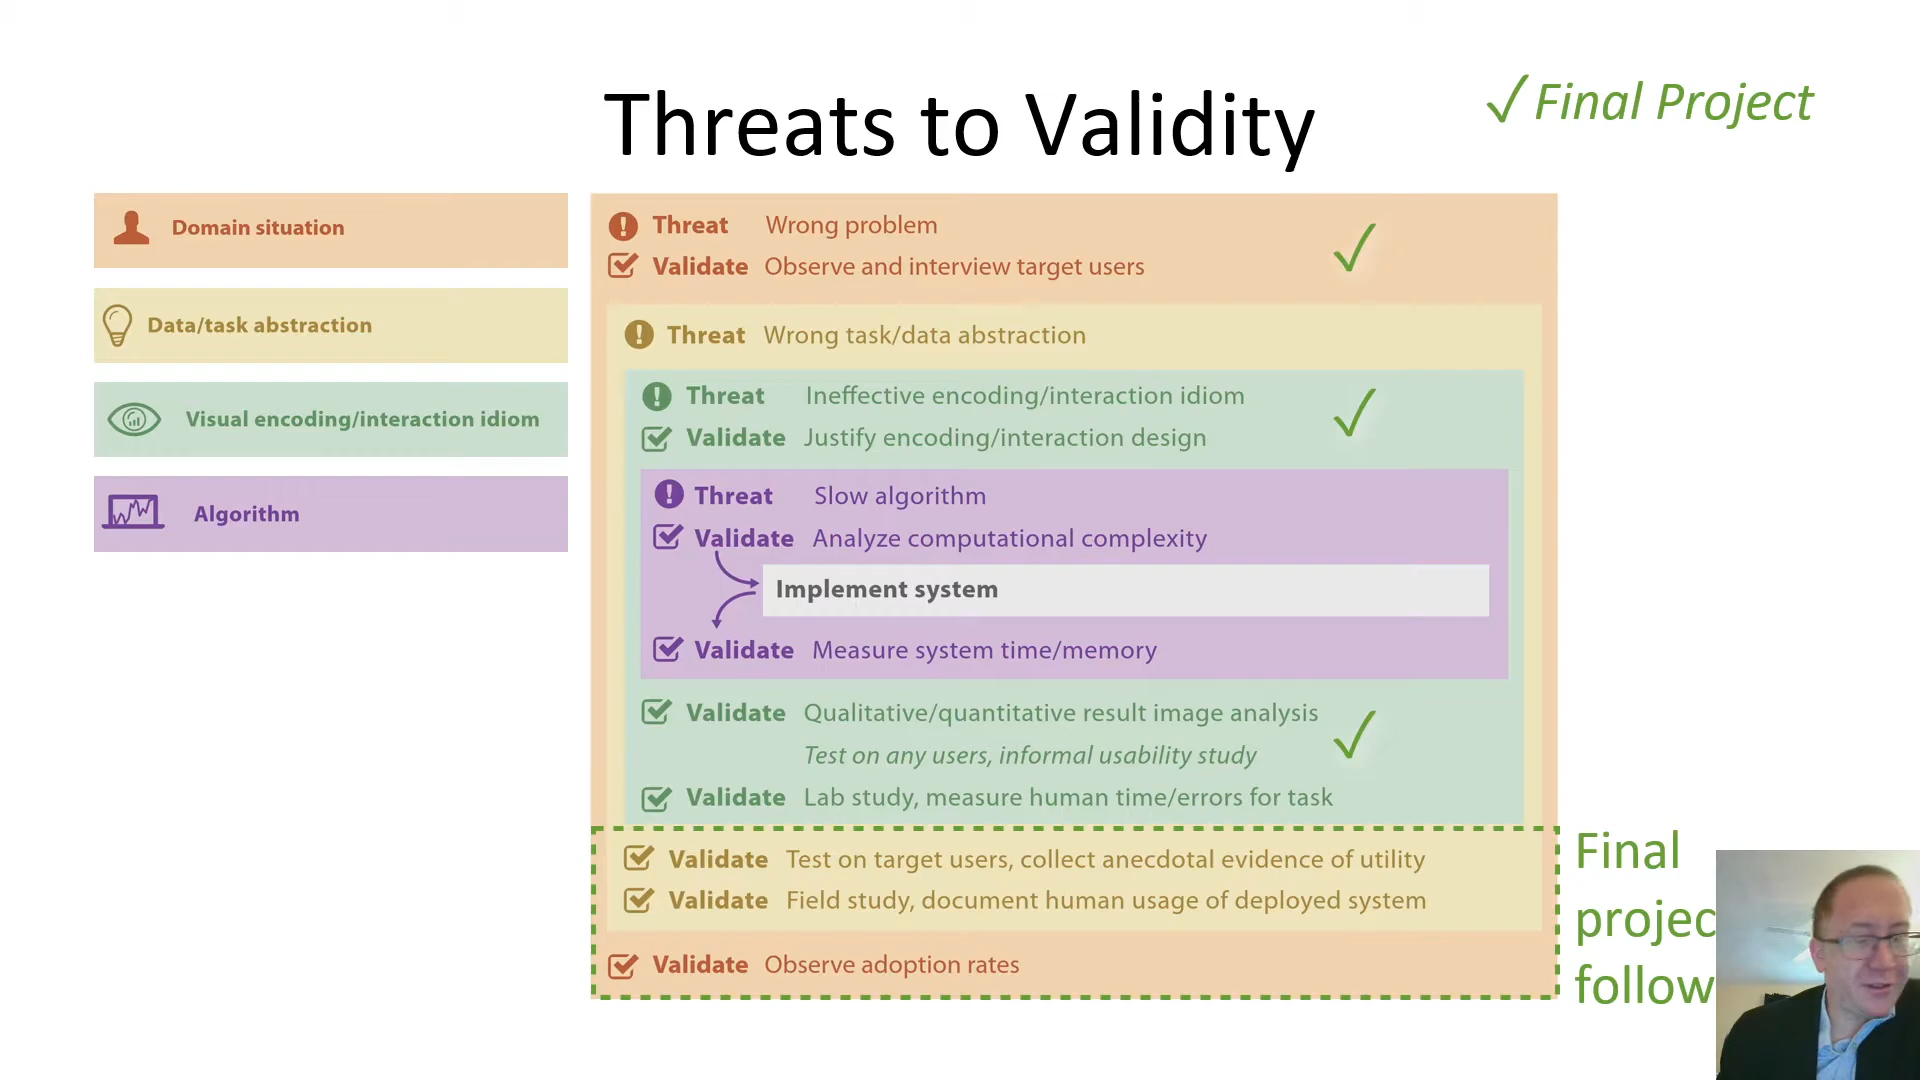 Threats to Validity
✓Final Project
Domain situation
Data/task abstraction
Visual encoding/interaction idiom
Algorithm
Threat Wrong problem
Validate Observe and interview target users
Threat Wrong task/data abstraction
Threat Ineffective encoding/interaction idiom
Validate Justify encoding/interaction design
Threat Slow algorithm
Validate Analyze computational complexity
Implement system
Validate Measure system time/memory
Validate Qualitative/quantitative result image analysis
Test on any users, informal usability study
Validate Lab study, measure human time/errors for task
Validate Test on target users, collect anecdotal evidence of utility
Validate Field study, document human usage of deployed system
Validate Observe adoption rates
Final
projec
follow